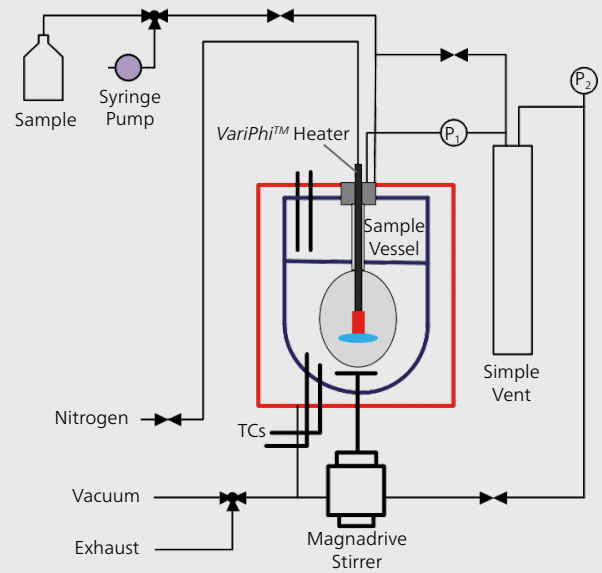 Sample
Syringe
Pump
VariPhi™ Heater
P₁
P₂
Sample
Vessel
Simple
Vent
Nitrogen
TCs
Vacuum
Exhaust
Magnadrive
Stirrer